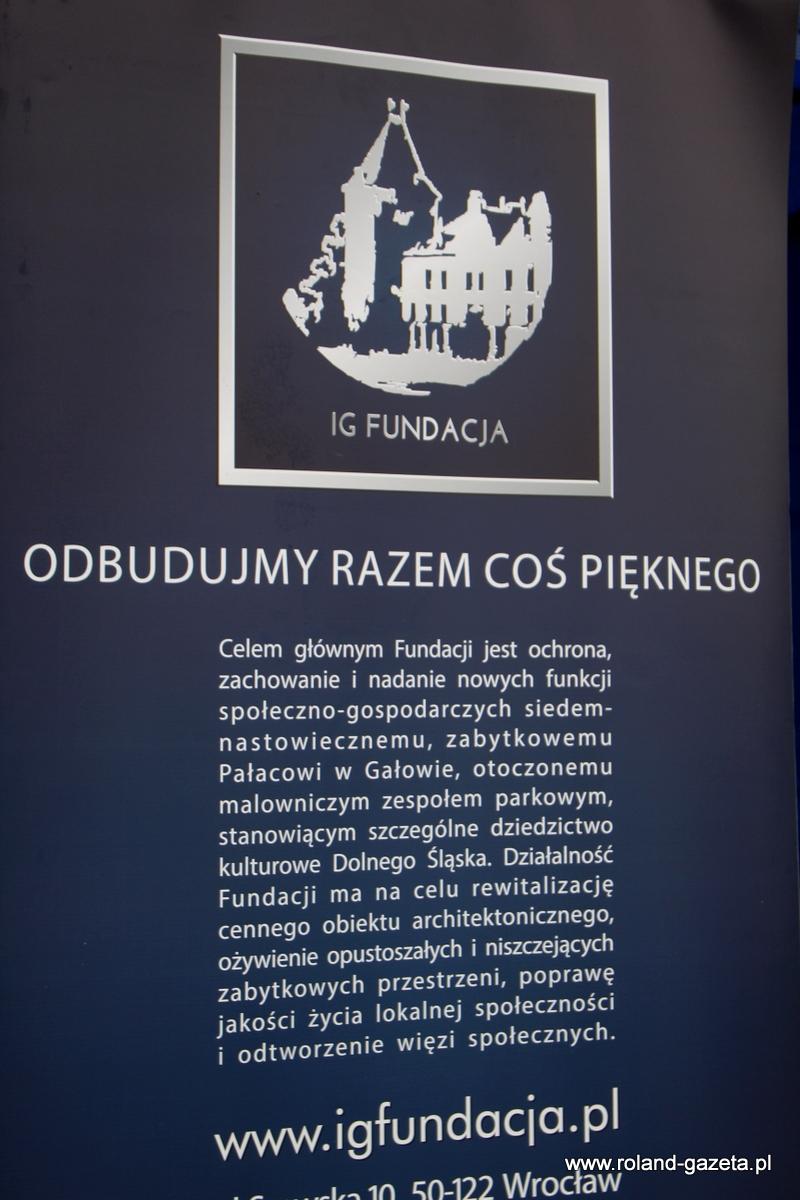 IG FUNDACJA
ODBUDUJMY RAZEM COŚ PIĘKNEGO
Celem głównym Fundacji jest ochrona,
zachowanie i nadanie nowych funkcji
społeczno-gospodarczych siedem-
nastowiecznemu, zabytkowemu
Pałacowi w Gałowie, otoczonemu
malowniczym zespołem parkowym,
stanowiącym szczególne dziedzictwo
kulturowe Dolnego Śląska. Działalność
Fundacji ma na celu rewitalizację
cennego obiektu architektonicznego,
ożywienie opustoszałych i niszczejących
zabytkowych przestrzeni, poprawę
jakości życia lokalnej społeczności
i odtworzenie więzi społecznych.
www.igfundacja.pl
10, 50-122 Wrocław
www.roland-gazeta.pl